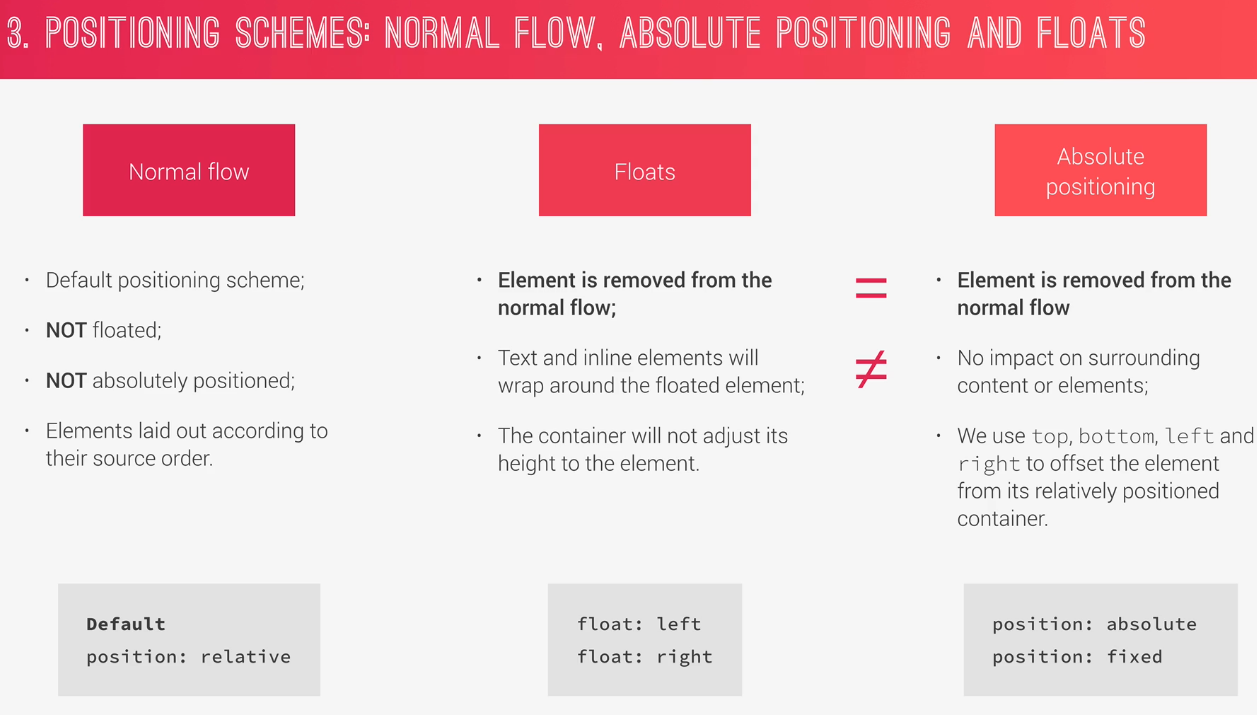 3. POSITIONING SCHEMES: NORMAL FLOW, ABSOLUTE POSITIONING AND FLOATS
Normal flow
• Default positioning scheme;
• NOT floated;
• NOT absolutely positioned;
• Elements laid out according to
their source order.
Default
position: relative
Floats
• Element is removed from the
normal flow;
• Text and inline elements will
wrap around the floated element;
• The container will not adjust its
height to the element.
float: left
float: right
=
≠
Absolute
positioning
• Element is removed from the
normal flow
• No impact on surrounding
content or elements;
• We use top, bottom, left and
right to offset the element
from its relatively positioned
container.
position: absolute
position: fixed